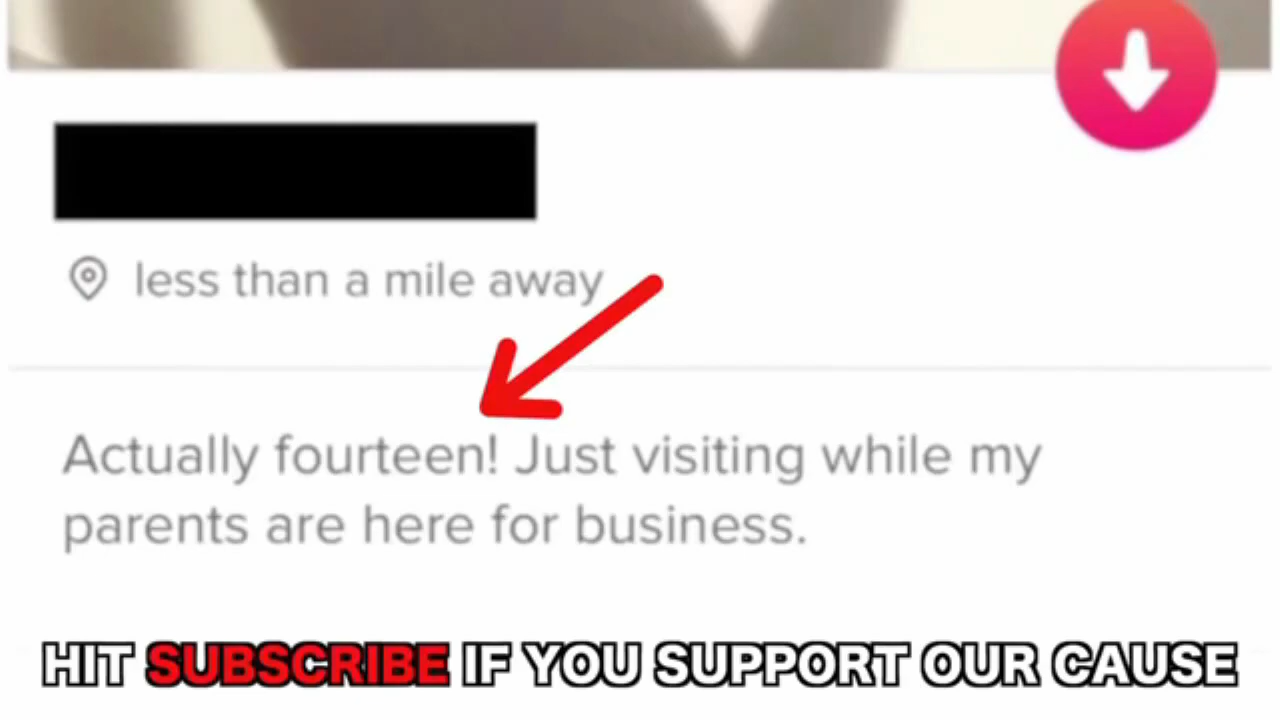 less than a mile away
Actually fourteen! Just visiting while my
parents are here for business.
HIT SUBSCRIBE IF YOU SUPPORT OUR CAUSE